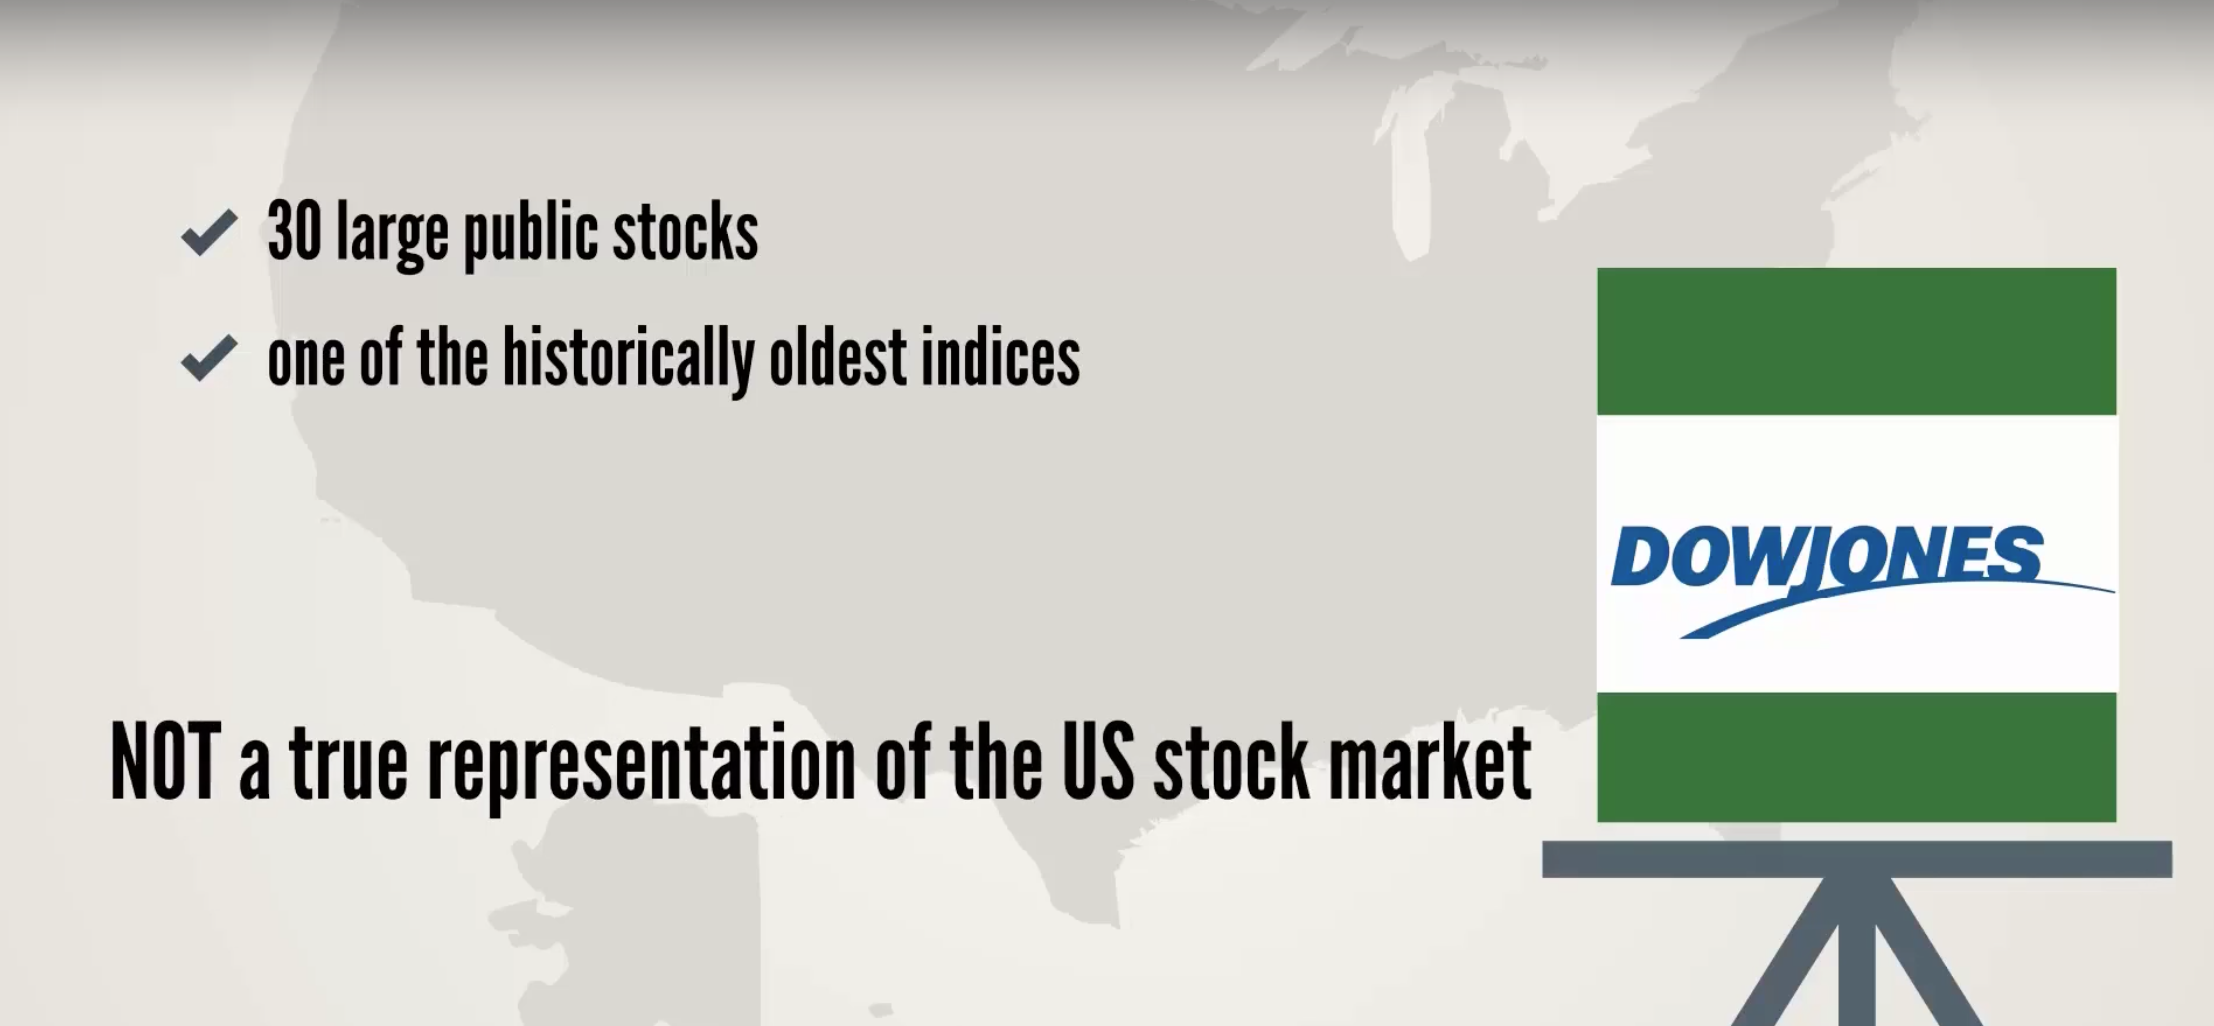 30 large public stocks
one of the historically oldest indices
DOWJONES
NOT a true representation of the US stock market